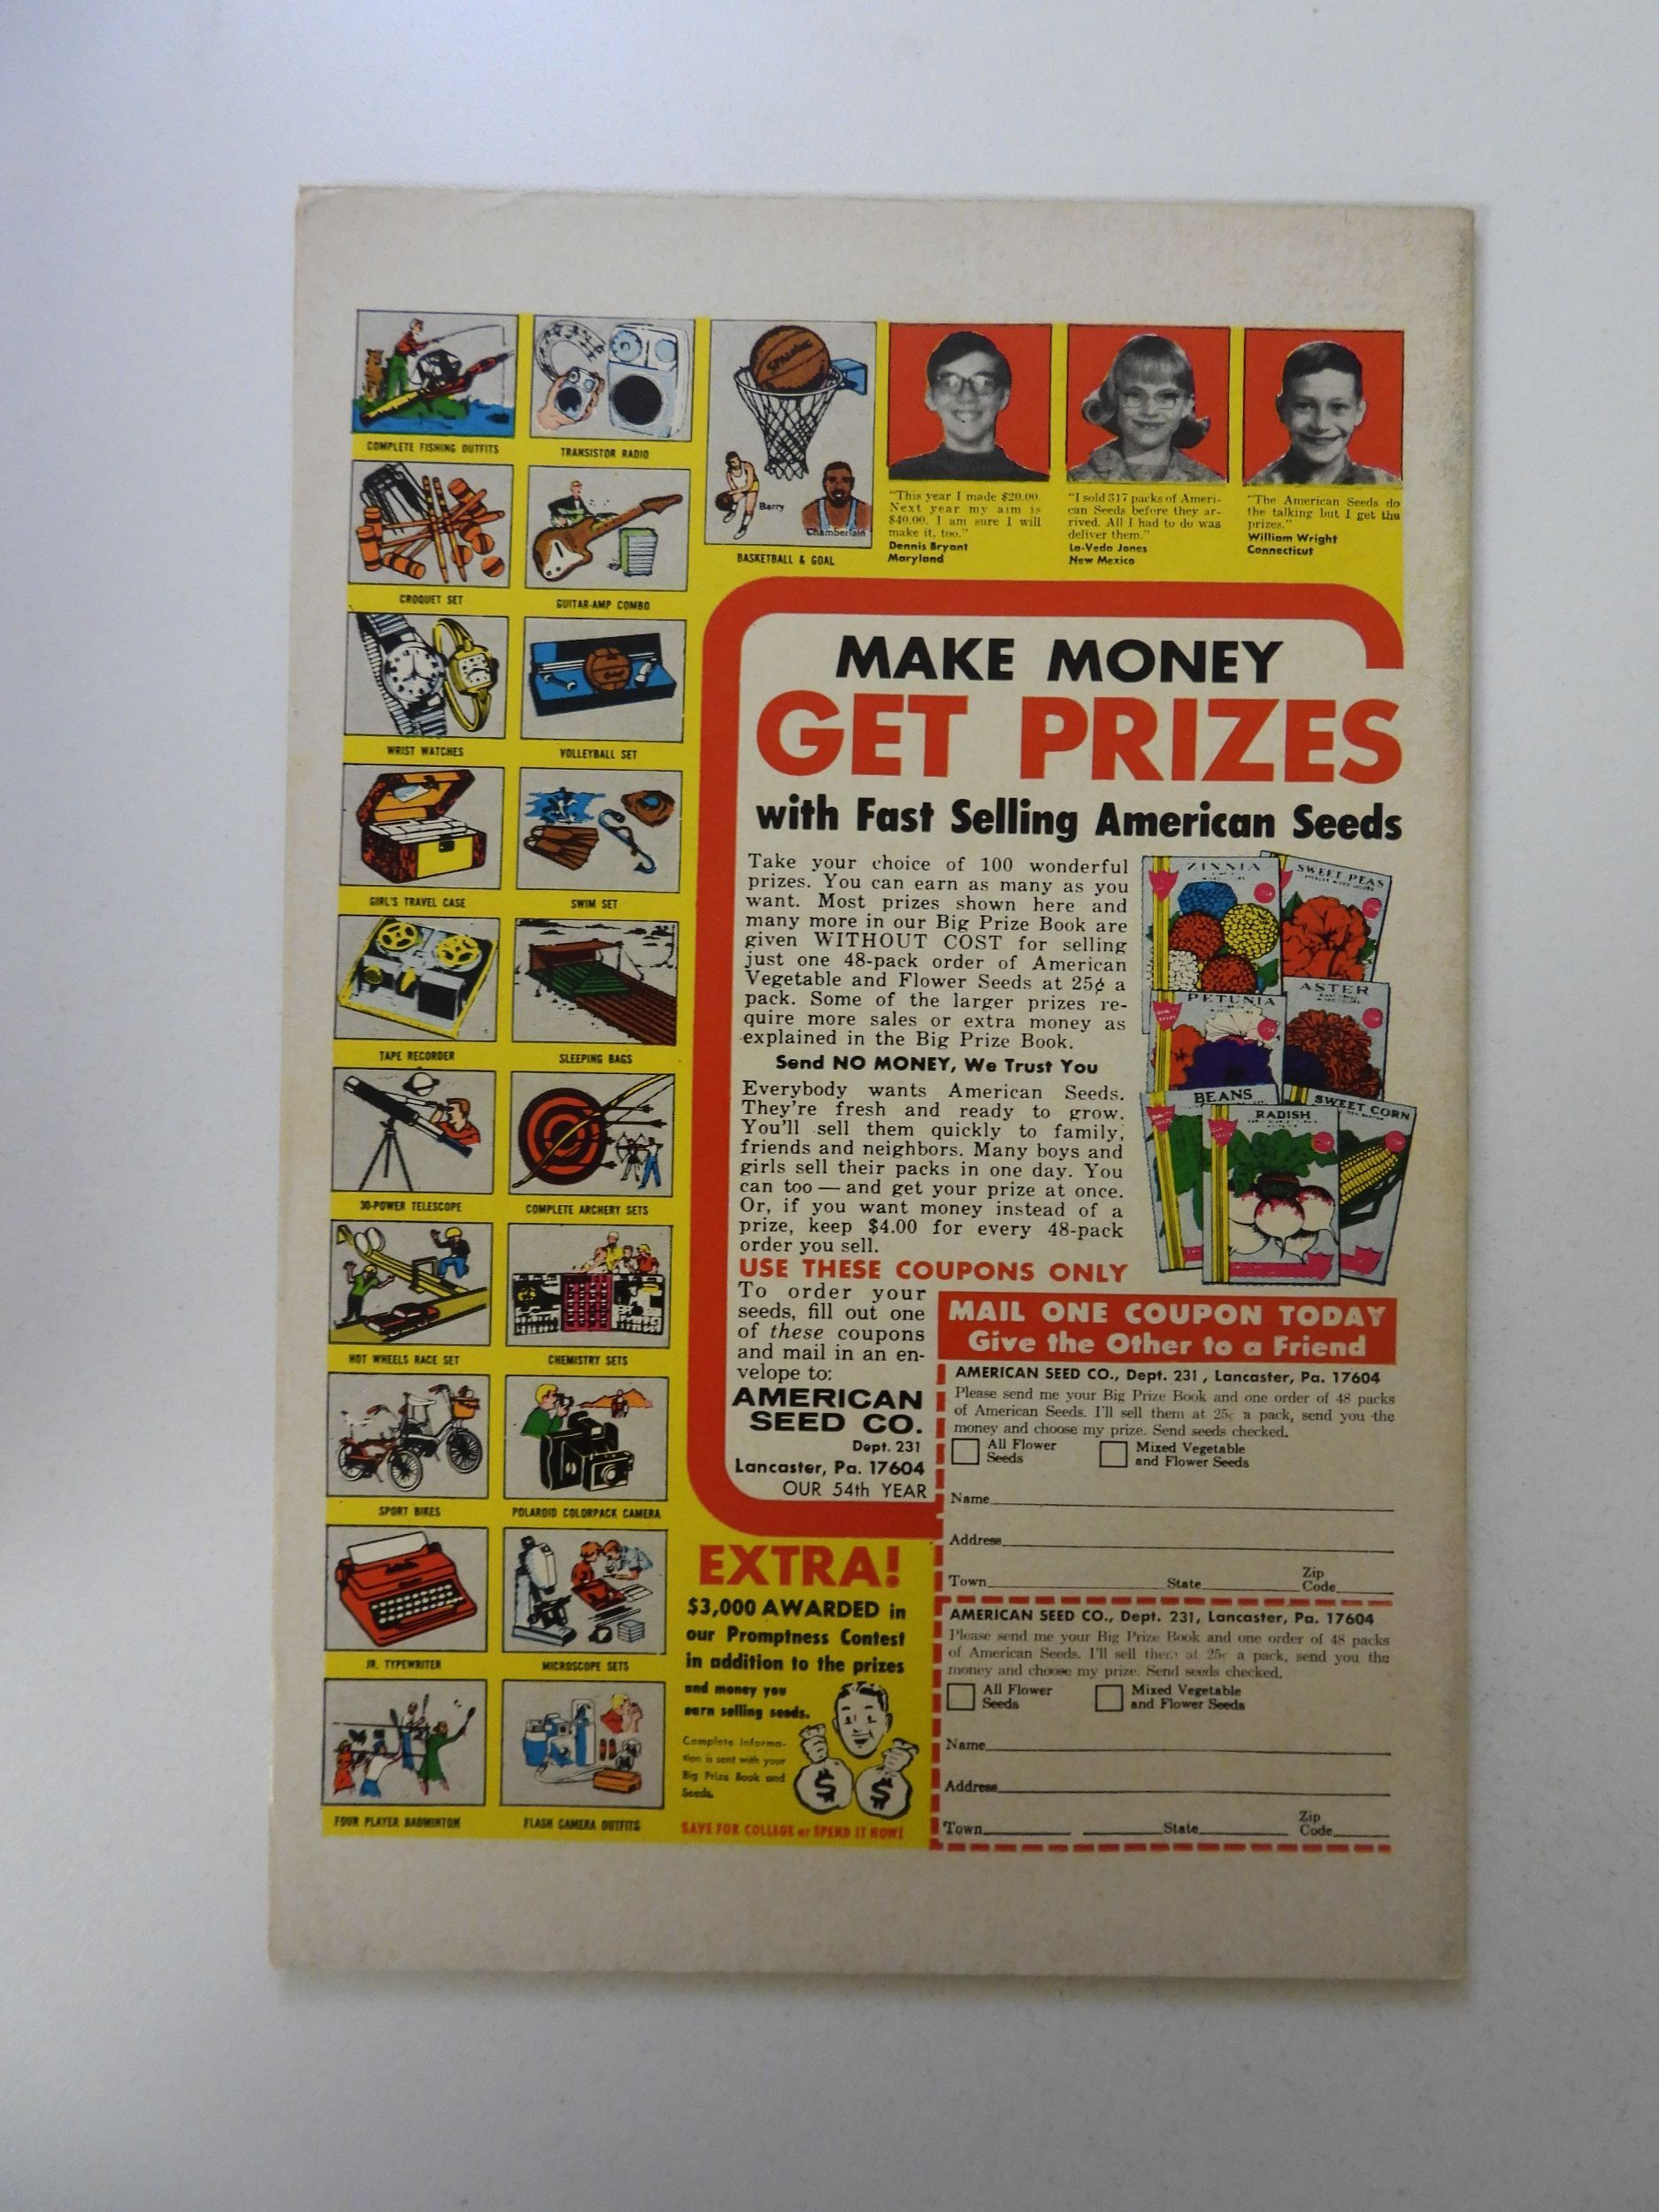 COMPLETE FISHING OUTFITS
TRANSISTOR RADIO
SPALDING
Barry
Chamberlain
BASKETBALL & GOAL
CROQUET SET
GUITAR-AMP COMBO
WRIST WATCHES
VOLLEYBALL SET
GIRL'S TRAVEL CASE
SWIM SET
TAPE RECORDER
SLEEPING BAGS
30-POWER TELESCOPE
COMPLETE ARCHERY SETS
HOT WHEELS RACE SET
CHEMISTRY SETS
SPORT BIKES
POLAROID COLORPACK CAMERA
JR. TYPEWRITER
MICROSCOPE SETS
FOUR PLAYER BADMINTON
FLASH CAMERA OUTFITS
"This year I made $20.00.
Next year my aim is
$40.00. I am sure I will
make it, too."
Dennis Bryant
Maryland
"I sold 317 packs of Ameri-
can Seeds before they ar-
rived. All I had to do was
deliver them."
La-Veda Jones
New Mexico
"The American Seeds do
the talking but I get the
prizes."
William Wright
Connecticut
MAKE MONEY
GET PRIZES
with Fast Selling American Seeds
Take your choice of 100 wonderful
prizes. You can earn as many as you
want. Most prizes shown here and
many more in our Big Prize Book are
given WITHOUT COST for selling
just one 48-pack order of American
Vegetable and Flower Seeds at 25¢ a
pack. Some of the larger prizes re-
quire more sales or extra money as
explained in the Big Prize Book.
Send NO MONEY, We Trust You
Everybody wants American Seeds.
They're fresh and ready to grow.
You'll sell them quickly to family,
friends and neighbors. Many boys and
girls sell their packs in one day. You
can too — and get your prize at once.
Or, if you want money instead of a
prize, keep $4.00 for every 48-pack
order you sell.
ZINNIA
SWEET PEAS
PETUNIA
ASTER
BEANS
RADISH
SWEET CORN
USE THESE COUPONS ONLY
To order your
seeds, fill out one
of these coupons
and mail in an en-
velope to:
AMERICAN
SEED CO.
Dept. 231
Lancaster, Pa. 17604
OUR 54th YEAR
MAIL ONE COUPON TODAY
Give the Other to a Friend
AMERICAN SEED CO., Dept. 231, Lancaster, Pa. 17604
Please send me your Big Prize Book and one order of 48 packs
of American Seeds. I'll sell them at 25¢ a pack, send you the
money and choose my prize. Send seeds checked.
All Flower Seeds
Mixed Vegetable and Flower Seeds
Name
Address
Town State Zip Code
AMERICAN SEED CO., Dept. 231, Lancaster, Pa. 17604
Please send me your Big Prize Book and one order of 48 packs
of American Seeds. I'll sell them at 25¢ a pack, send you the
money and choose my prize. Send seeds checked.
All Flower Seeds
Mixed Vegetable and Flower Seeds
Name
Address
Town State Zip Code
EXTRA!
$3,000 AWARDED in
our Promptness Contest
in addition to the prizes
and money you
earn selling seeds.
Complete informa-
tion is sent with your
Big Prize Book and
Seeds.
$ $
SAVE FOR COLLEGE or SPEND IT NOW!